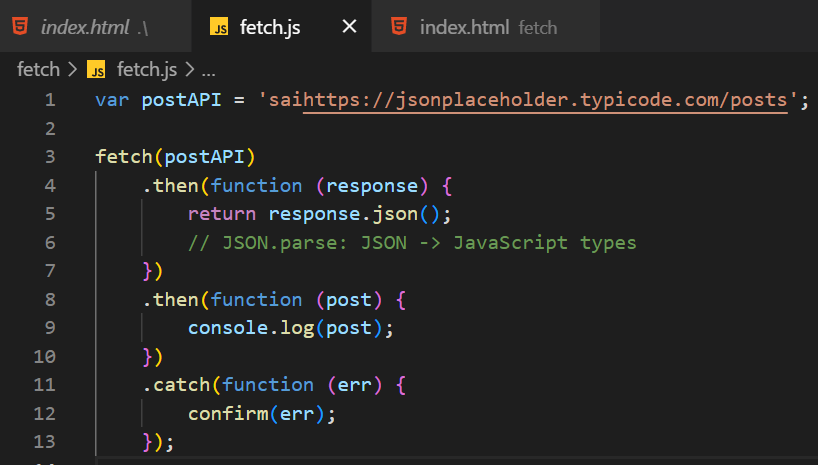 index.html .\
JS fetch.js ×
index.html fetch
fetch > JS fetch.js > ...
1 var postAPI = 'saihttps://jsonplaceholder.typicode.com/posts';
2
3 fetch(postAPI)
4     .then(function (response) {
5         return response.json();
6         // JSON.parse: JSON -> JavaScript types
7     })
8     .then(function (post) {
9         console.log(post);
10     })
11     .catch(function (err) {
12         confirm(err);
13     });